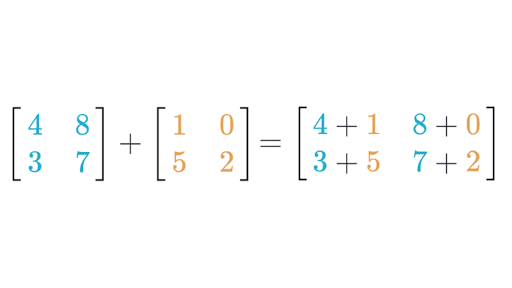 [4 8] + [1 0] = [4 + 1 8 + 0]
[3 7] [5 2] [3 + 5 7 + 2]